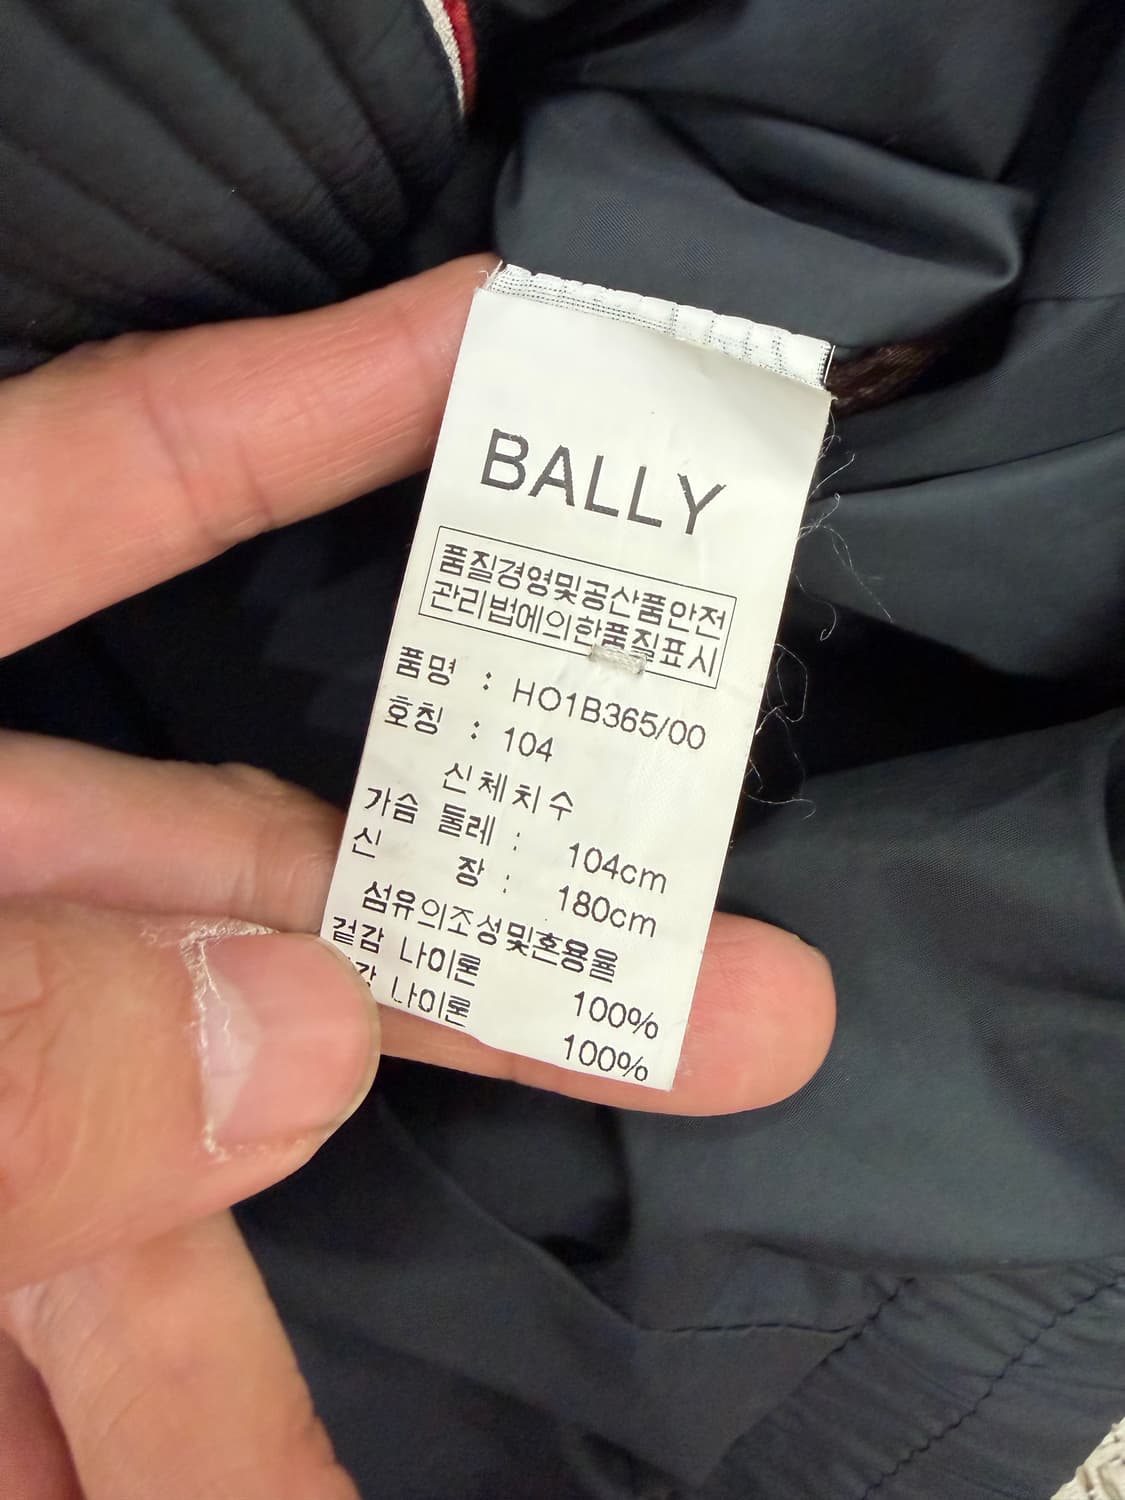 BALLY
품질경영및공산품안전
관리법에의한품질표시
품명 : HO1B365/00
호칭 : 104
신체치수
가슴 둘레 : 104cm
신 장 : 180cm
섬유의조성및혼용율
겉감 나이론 100%
나이론 100%